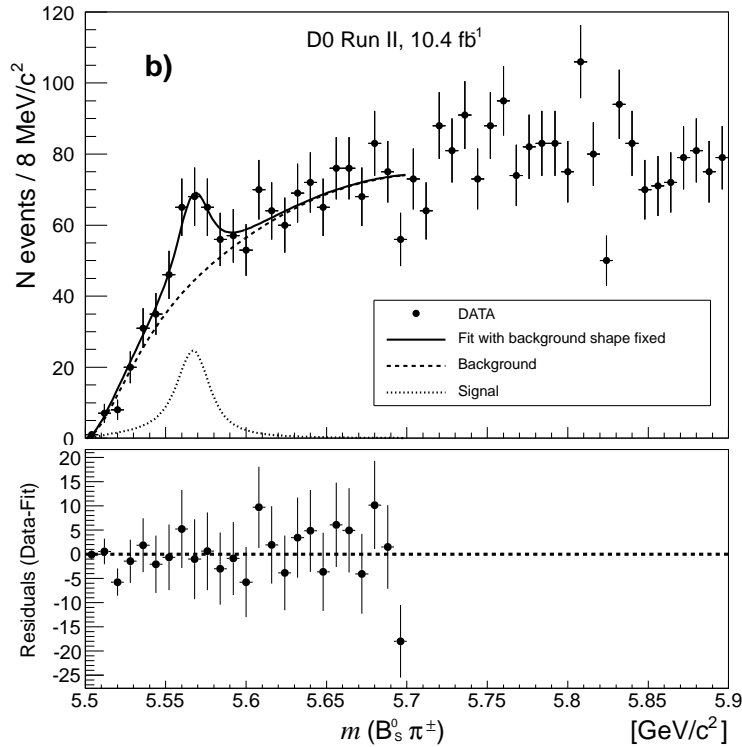 120
100
80
60
40
20
0
N events / 8 MeV/c²
D0 Run II, 10.4 fb⁻¹
b)
DATA
Fit with background shape fixed
Background
Signal
20
15
10
5
0
-5
-10
-15
-20
-25
Residuals (Data-Fit)
5.5 5.55 5.6 5.65 5.7 5.75 5.8 5.85 5.9
m (B⁰ₛ π±) [GeV/c²]